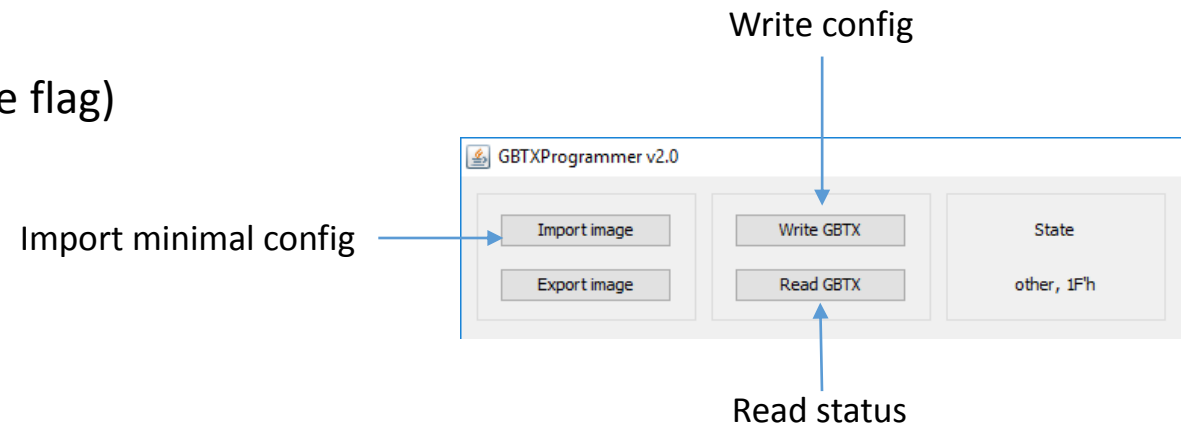 Write config
e flag)
GBTXProgrammer v2.0
Import minimal config
Import image
Write GBTX
State
Export image
Read GBTX
other, 1F'h
Read status